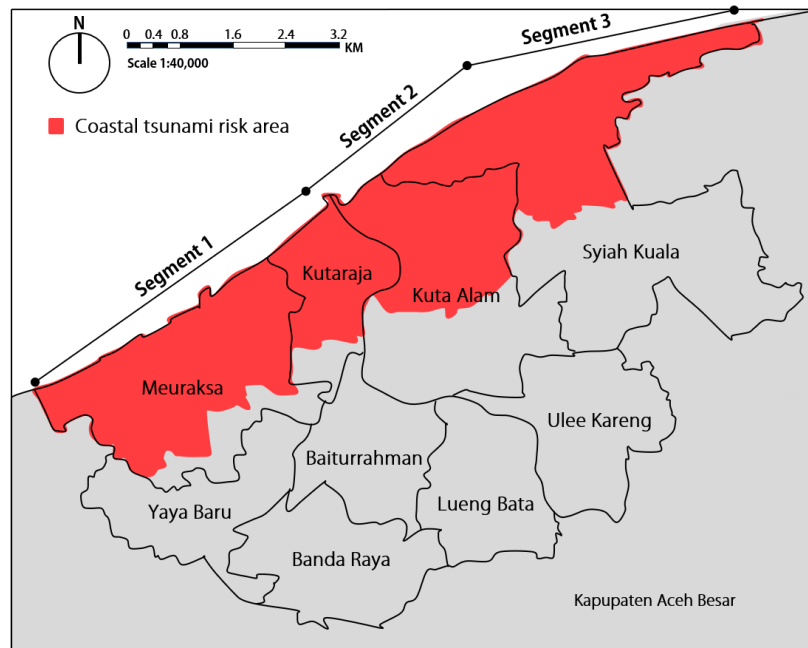 N
0 0.4 0.8 1.6 2.4 3.2
KM
Scale 1:40,000
Coastal tsunami risk area
Segment 3
Segment 2
Segment 1
Syiah Kuala
Kutaraja
Kuta Alam
Meuraksa
Ulee Kareng
Baiturrahman
Lueng Bata
Yaya Baru
Banda Raya
Kapupaten Aceh Besar